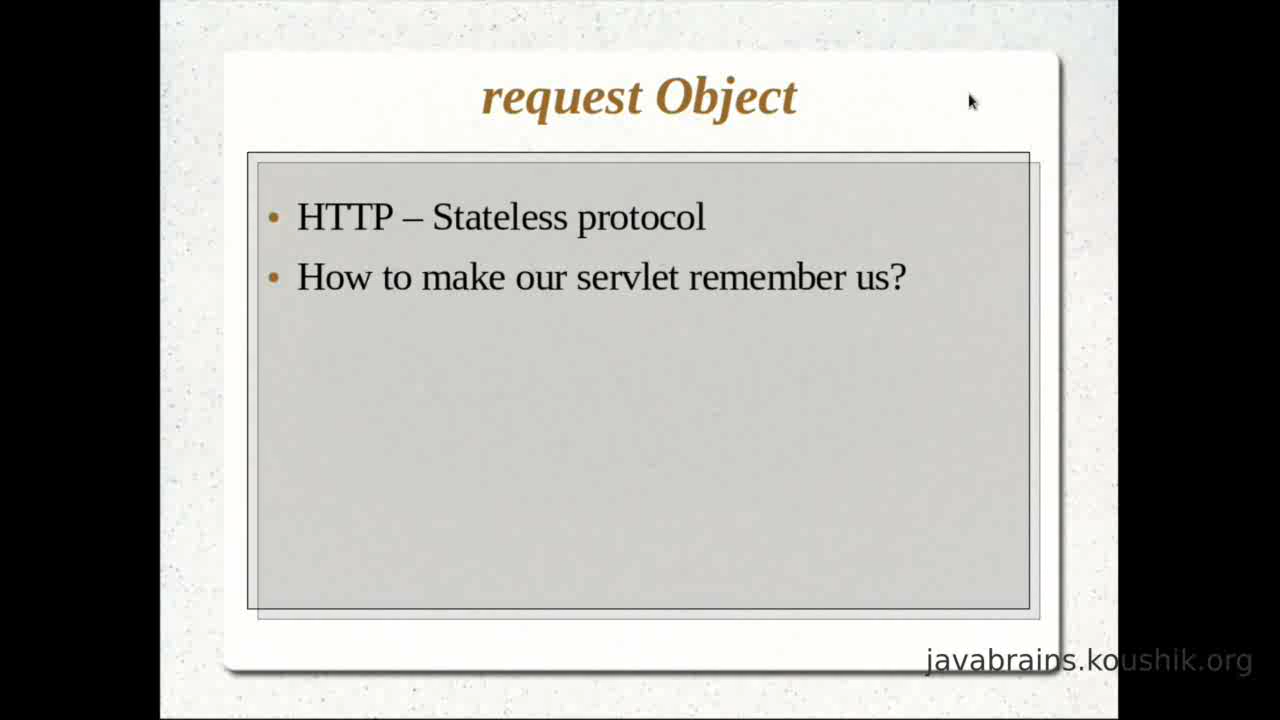 request Object
HTTP – Stateless protocol
How to make our servlet remember us?
javabrains.koushik.org